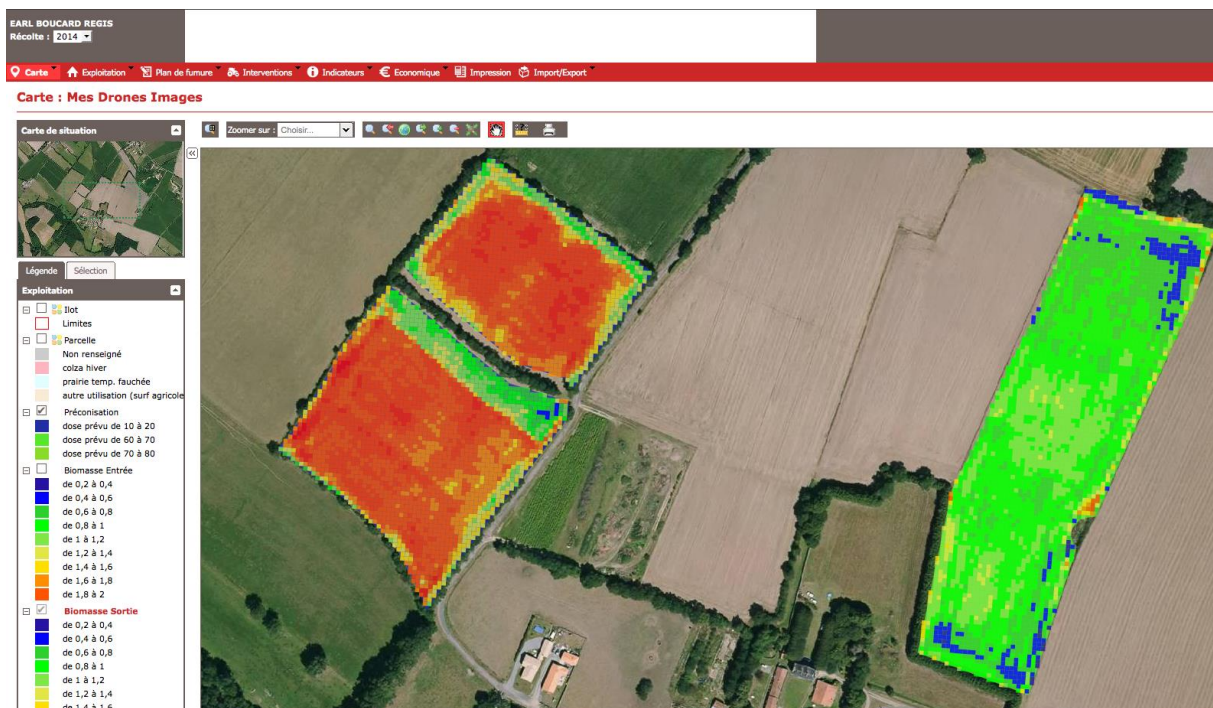 EARL BOUCARD REGIS
Récolte : 2014
Carte Exploitation Plan de fumure Interventions Indicateurs Economique Impression Import/Export
Carte : Mes Drones Images
Carte de situation
Zoomer sur : Choisir...
Légende Sélection
Exploitation
Ilot
Limites
Parcelle
Non renseigné
colza hiver
prairie temp. fauchée
autre utilisation (surf agricole
Préconisation
dose prévu de 10 à 20
dose prévu de 60 à 70
dose prévu de 70 à 80
Biomasse Entrée
de 0,2 à 0,4
de 0,4 à 0,6
de 0,6 à 0,8
de 0,8 à 1
de 1 à 1,2
de 1,2 à 1,4
de 1,4 à 1,6
de 1,6 à 1,8
de 1,8 à 2
Biomasse Sortie
de 0,2 à 0,4
de 0,4 à 0,6
de 0,6 à 0,8
de 0,8 à 1
de 1 à 1,2
de 1,2 à 1,4
de 1,4 à 1,6